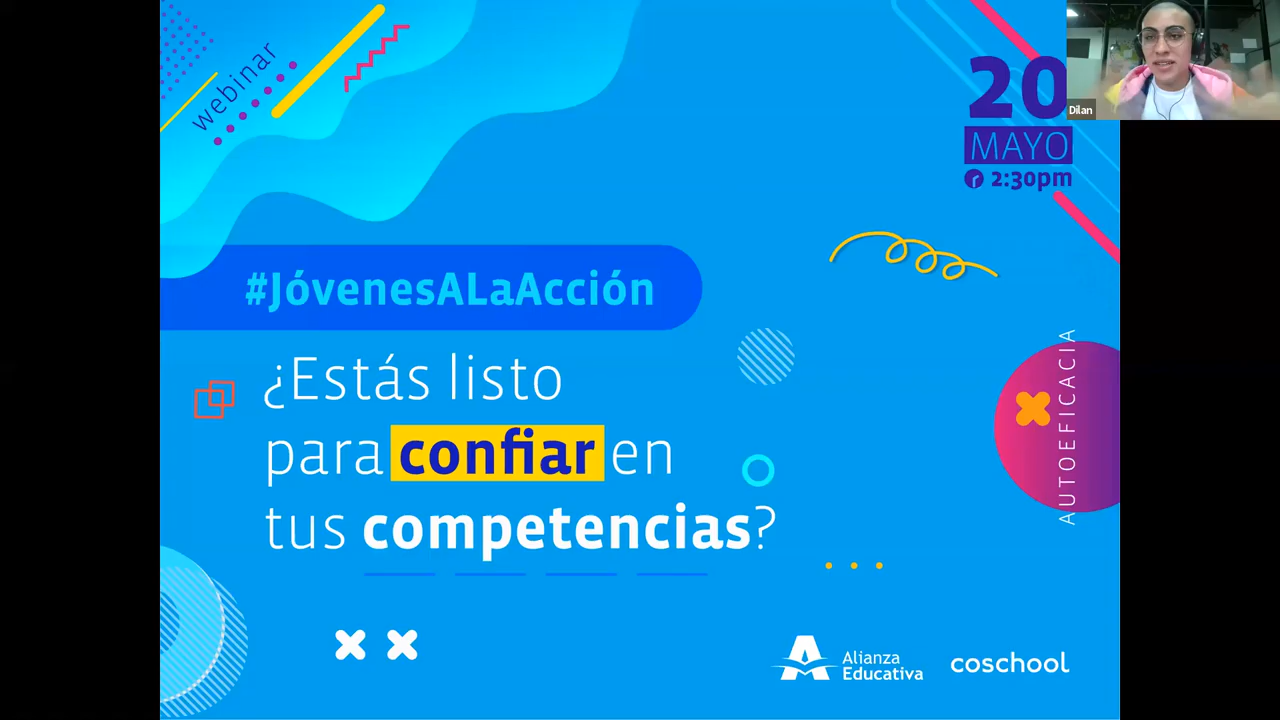 webinar
20
MAYO
2:30pm
Dilan
#JóvenesALaAcción
¿Estás listo
para confiar en
tus competencias?
AUTOEFICACIA
Alianza
Educativa
coschool